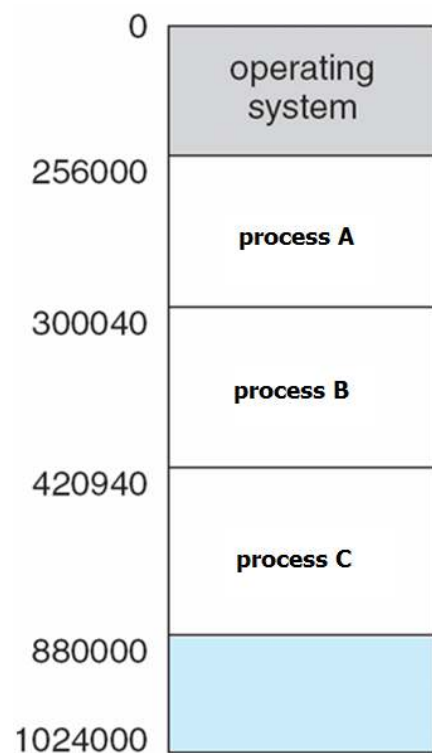 0
operating
system
256000
process A
300040
process B
420940
process C
880000
1024000